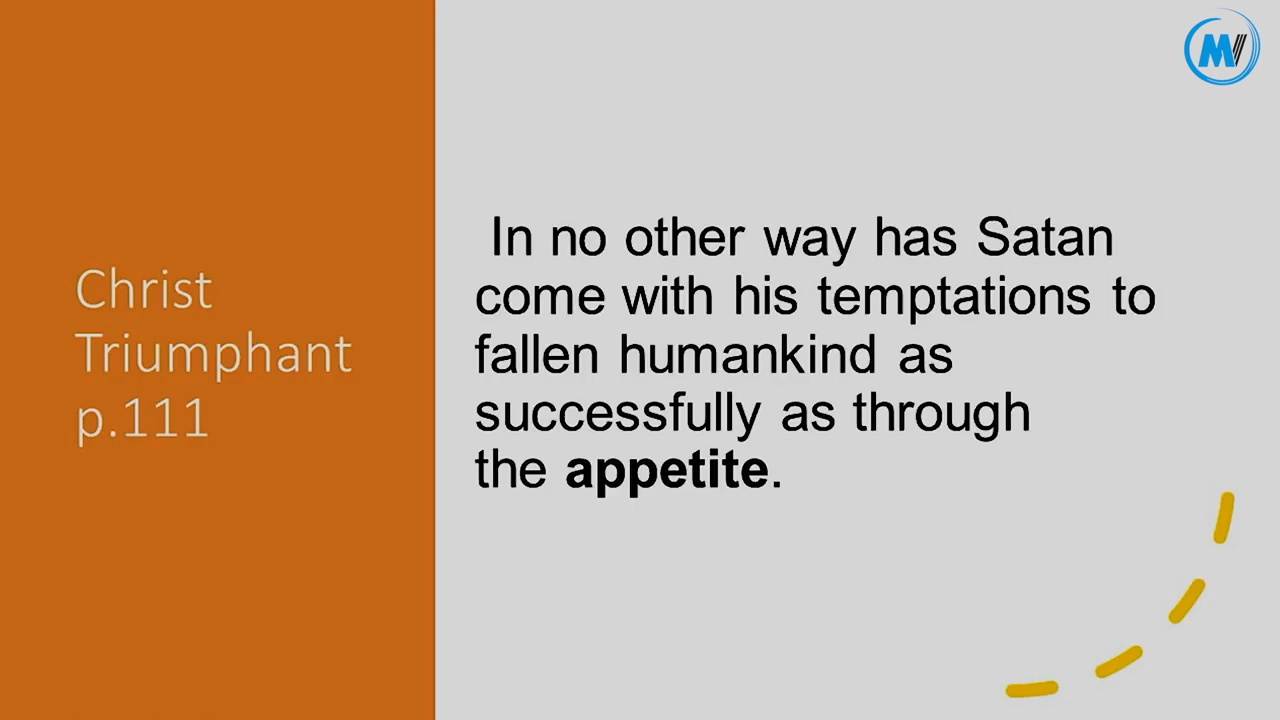 Christ
Triumphant
p.111
In no other way has Satan
come with his temptations to
fallen humankind as
successfully as through
the appetite.
MV